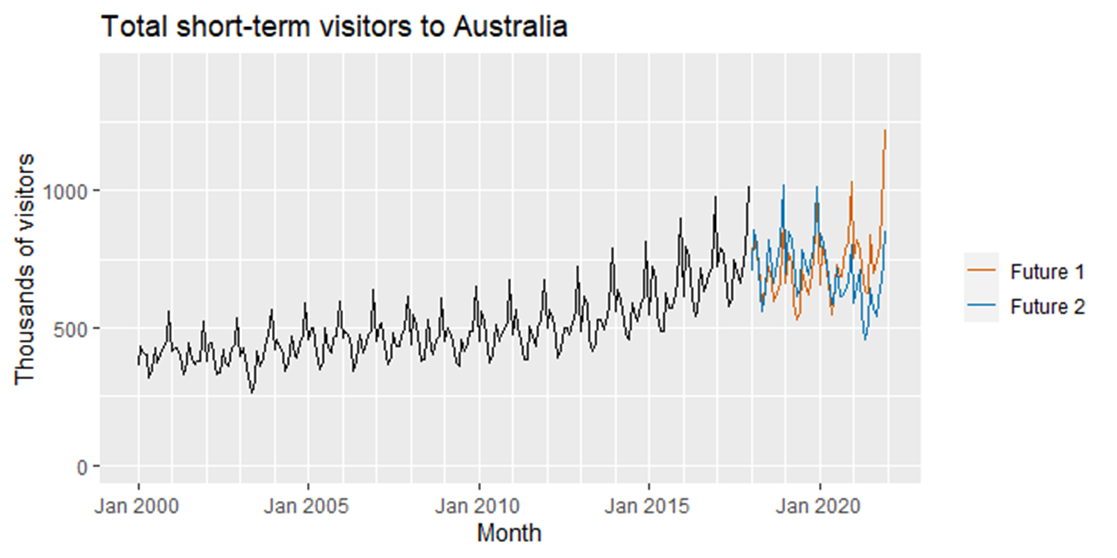 Total short-term visitors to Australia
Thousands of visitors
1000
500
0
Jan 2000 Jan 2005 Jan 2010 Jan 2015 Jan 2020
Month
Future 1
Future 2